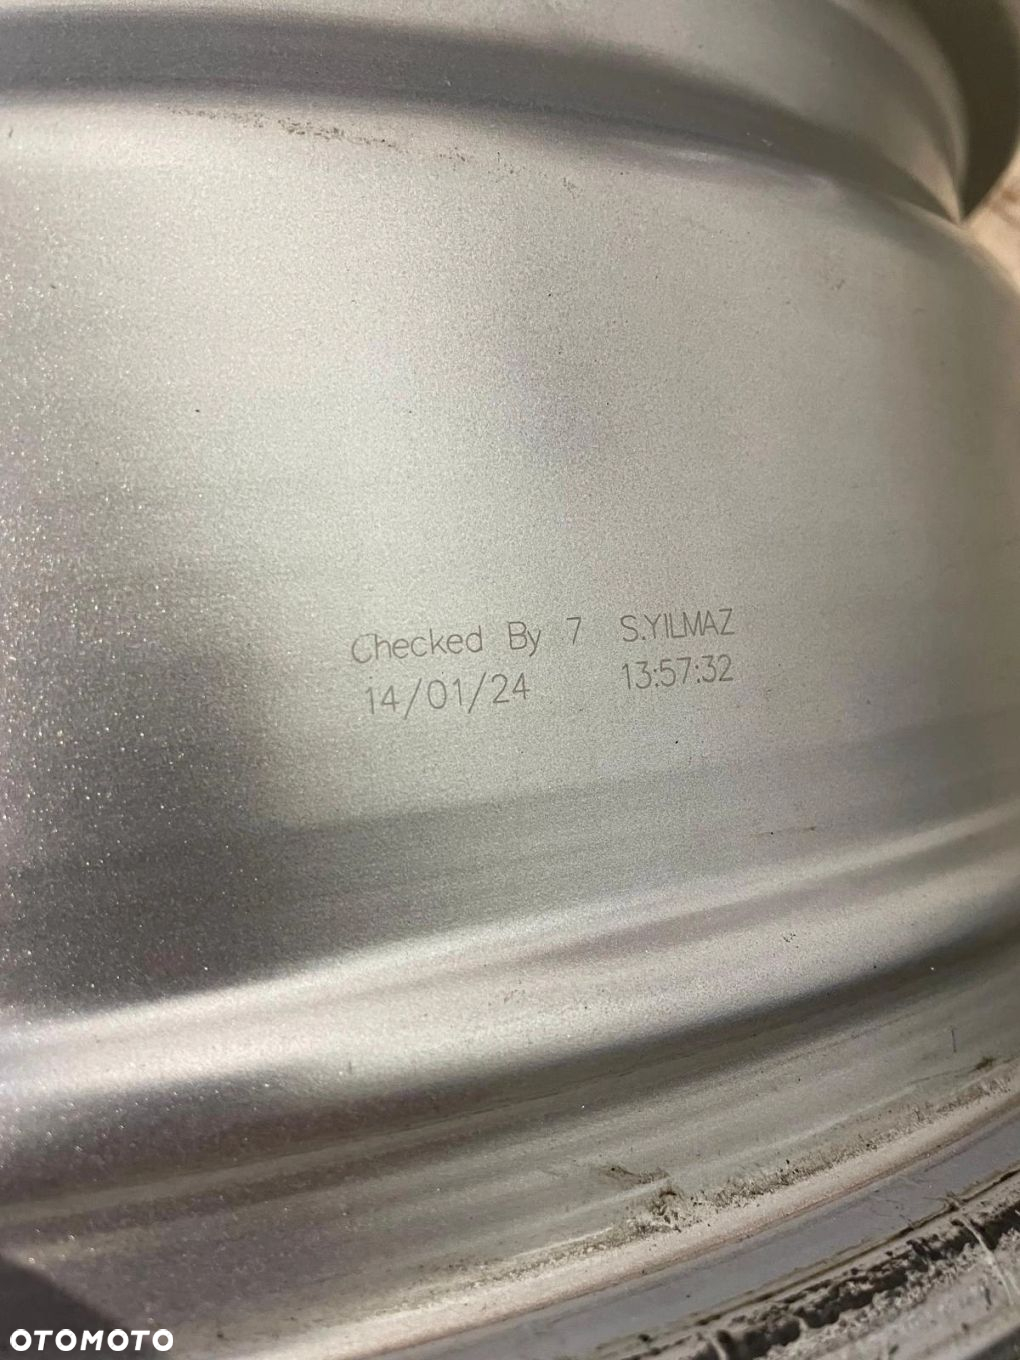 Checked By 7 S.YILMAZ
14/01/24 13:57:32
OTOMOTO